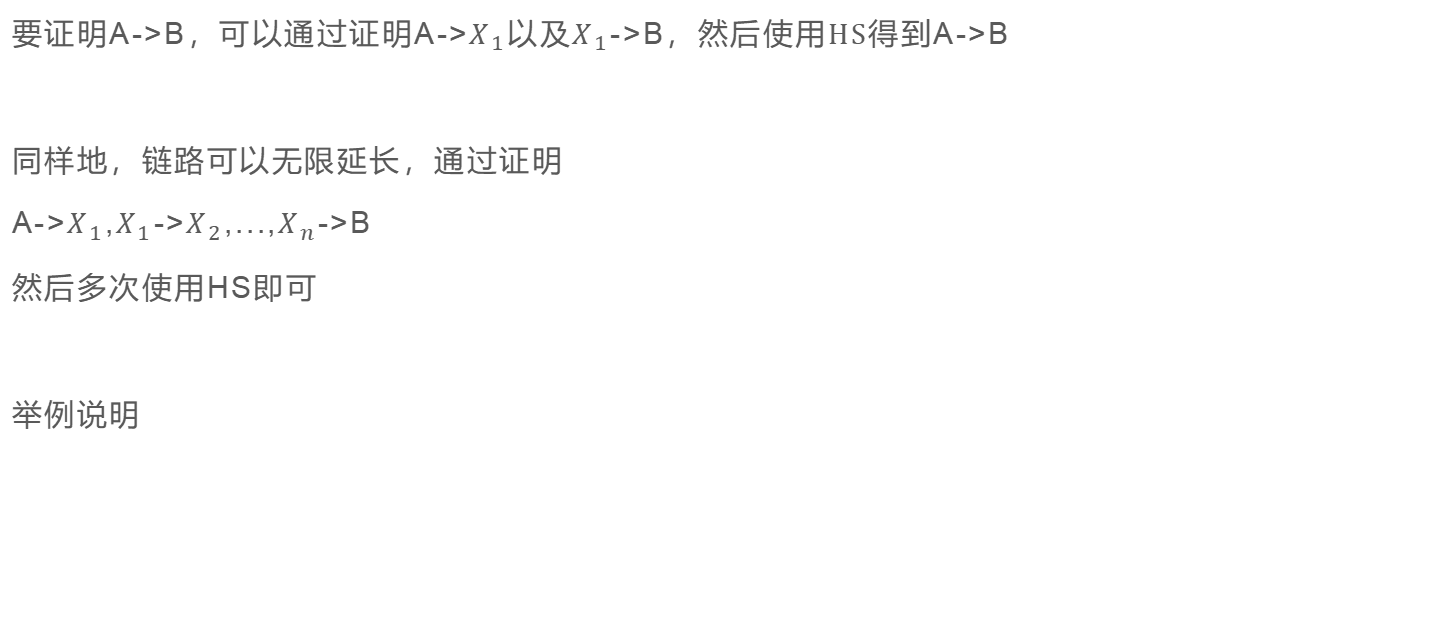 要证明A->B，可以通过证明A->𝑋₁以及𝑋₁->B，然后使用HS得到A->B
同样地，链路可以无限延长，通过证明
A->𝑋₁,𝑋₁->𝑋₂,...,𝑋ₙ->B
然后多次使用HS即可
举例说明